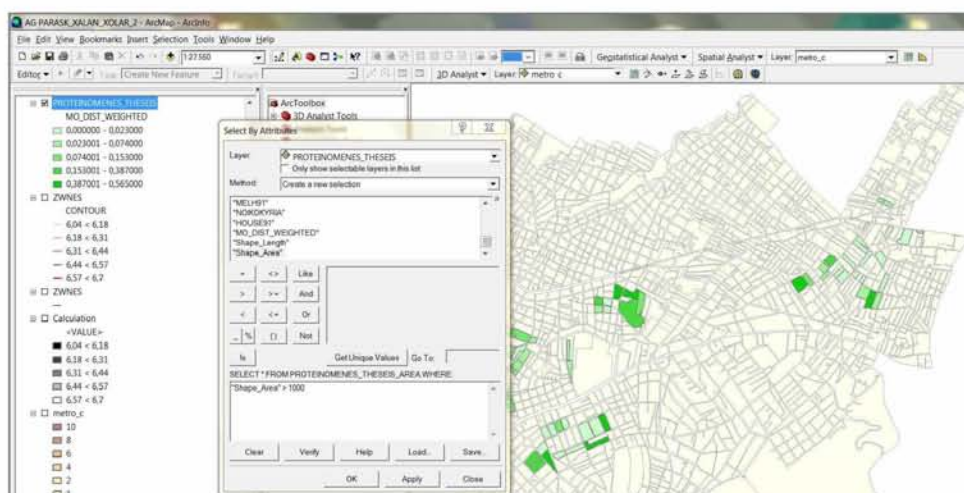 AG PARASK_XALAN_XOLAR_2 - ArcMap - ArcInfo
File Edit View Bookmarks Insert Selection Tools Window Help
1:27.560
Geostatistical Analyst
Spatial Analyst
Layer: metro_c
Editor
Create New Feature
3D Analyst
Layer: metro c
PROTEINOMENES_THESEIS
MO_DIST_WEIGHTED
0,000000 - 0,023000
0,023001 - 0,074000
0,074001 - 0,153000
0,153001 - 0,387000
0,387001 - 0,565000
ZWNES
CONTOUR
6,04 < 6,18
6,18 < 6,31
6,31 < 6,44
6,44 < 6,57
6,57 < 6,7
ZWNES
Calculation
<VALUE>
6,04 < 6,18
6,18 < 6,31
6,31 < 6,44
6,44 < 6,57
6,57 < 6,7
metro_c
10
8
6
4
2
ArcToolbox
3D Analyst Tools
Select By Attributes
Layer: PROTEINOMENES_THESEIS
Only show selectable layers in this list
Method: Create a new selection
"MELH91"
"NOIKOKYRIA"
"HOUSE91"
"MO_DIST_WEIGHTED"
"Shape_Length"
"Shape_Area"
= <> Like
> >= And
< <= Or
_ % () Not
Is Get Unique Values Go To:
SELECT * FROM PROTEINOMENES_THESEIS_AREA WHERE:
"Shape_Area" > 1000
Clear Verify Help Load... Save...
OK Apply Close